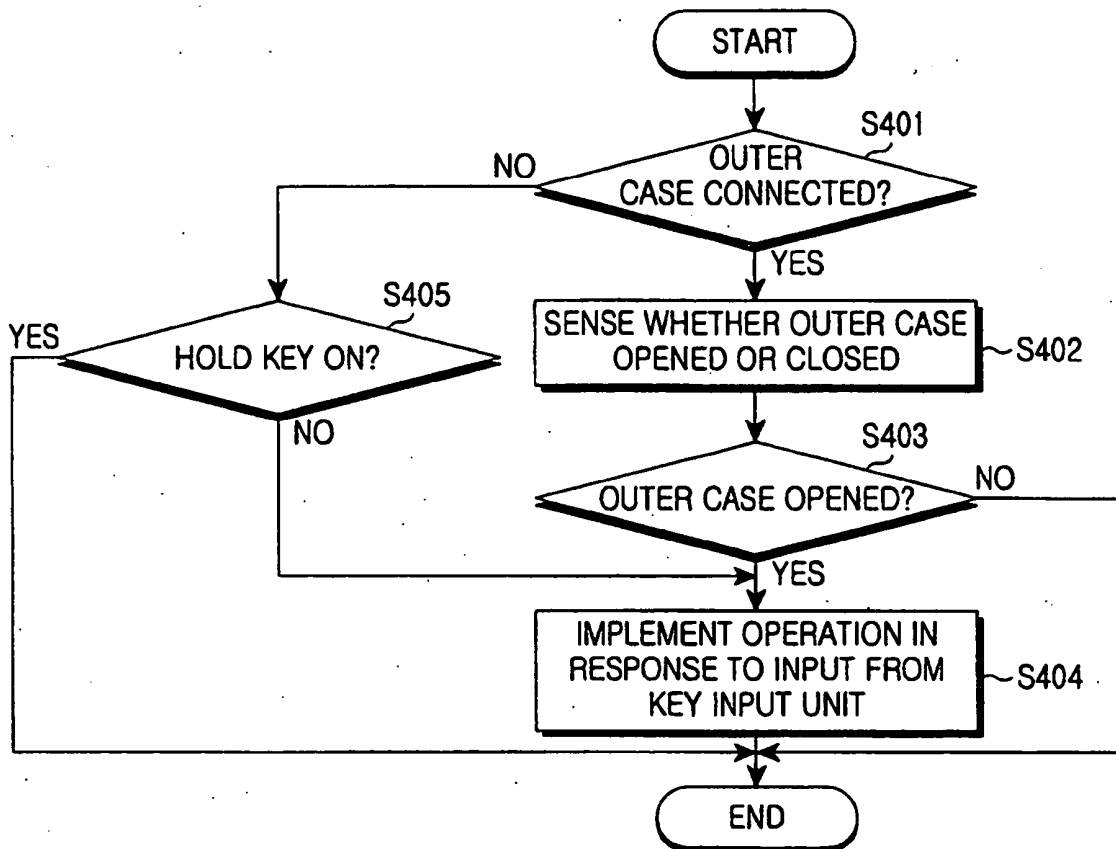 START
S401
OUTER
CASE CONNECTED?
NO
YES
S405
YES
HOLD KEY ON?
NO
SENSE WHETHER OUTER CASE
OPENED OR CLOSED
S402
S403
OUTER CASE OPENED?
NO
YES
IMPLEMENT OPERATION IN
RESPONSE TO INPUT FROM
KEY INPUT UNIT
S404
END